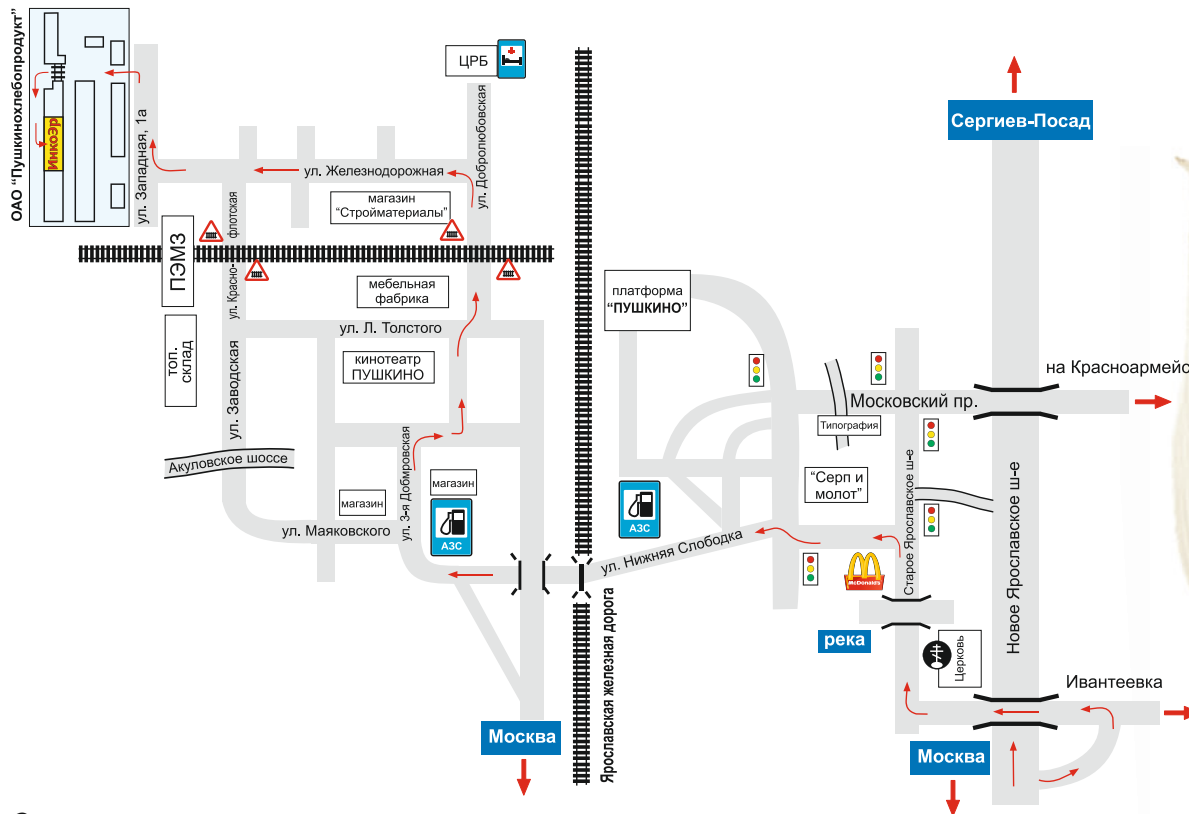 ОАО “Пушкинохлебопродукт”
Инкоэр
ул. Западная, 1а
ЦРБ
ул. Добролюбовская
ул. Железнодорожная
магазин
“Стройматериалы”
ПЭМЗ
ул. Красно-
флотская
мебельная
фабрика
ул. Л. Толстого
топ.
склад
кинотеатр
ПУШКИНО
ул. Заводская
Акуловское шоссе
ул. 3-я Домбровская
магазин
магазин
АЗС
ул. Маяковского
Москва
Ярославская железная дорога
платформа
“ПУШКИНО”
АЗС
ул. Нижняя Слободка
Сергиев-Посад
на Красноармейс
Московский пр.
Типография
“Серп и
молот”
Старое Ярославское ш-е
Новое Ярославское ш-е
McDonald's
река
Церковь
Ивантеевка
Москва